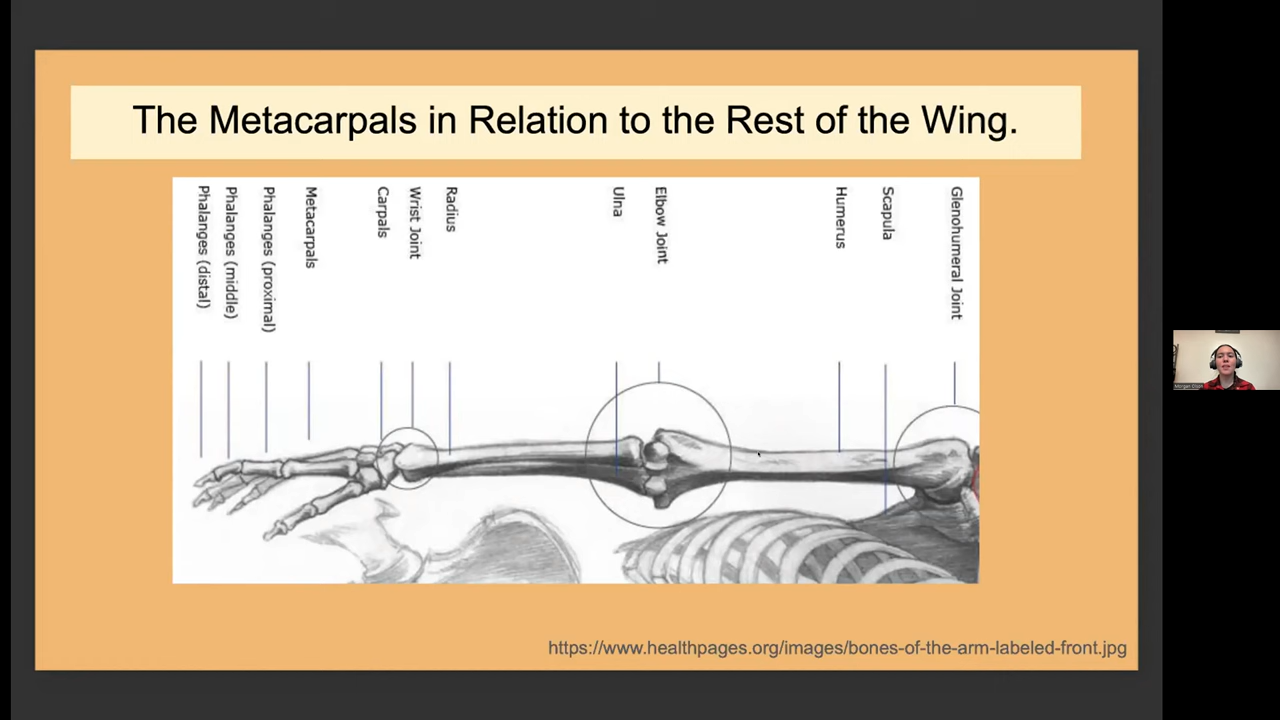 The Metacarpals in Relation to the Rest of the Wing.
Phalanges (distal)
Phalanges (middle)
Phalanges (proximal)
Metacarpals
Carpals
Wrist Joint
Radius
Ulna
Elbow Joint
Humerus
Scapula
Glenohumeral Joint
https://www.healthpages.org/images/bones-of-the-arm-labeled-front.jpg